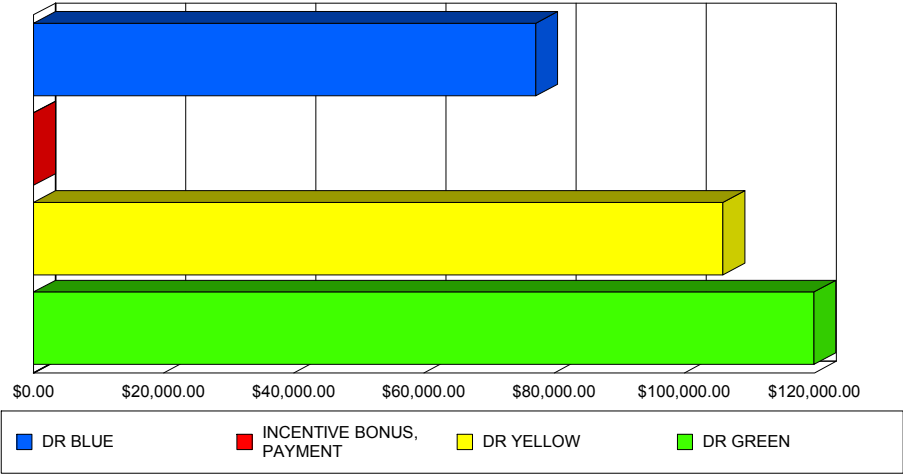 $0.00 $20,000.00 $40,000.00 $60,000.00 $80,000.00 $100,000.00 $120,000.00
DR BLUE
INCENTIVE BONUS,
PAYMENT
DR YELLOW
DR GREEN